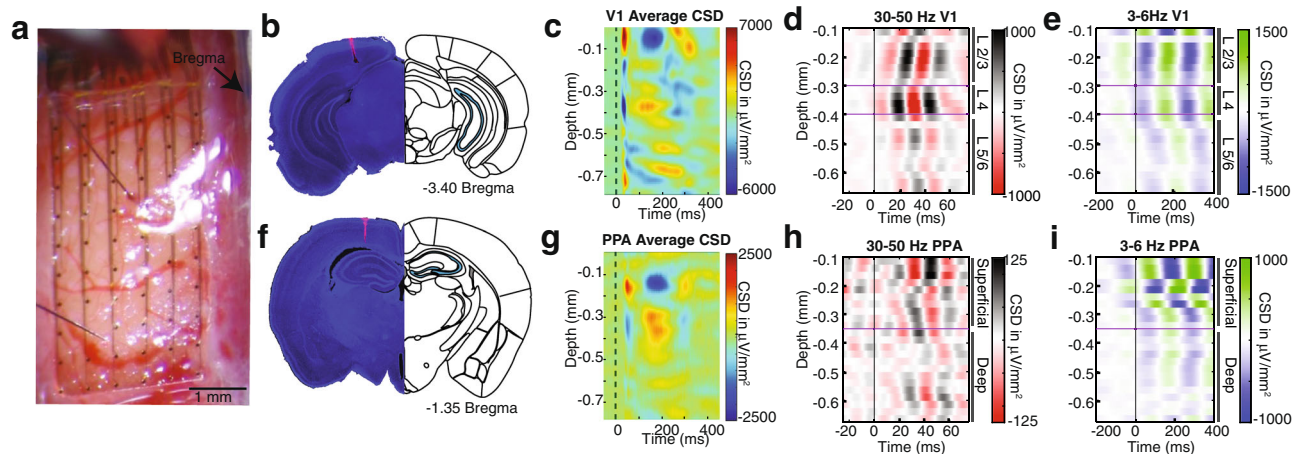 a
Bregma
1 mm
b
-3.40 Bregma
f
-1.35 Bregma
c
V1 Average CSD
7000
-6000
CSD in µV/mm²
Depth (mm)
-0.1
-0.3
-0.5
-0.7
0 200 400
Time (ms)
d
30-50 Hz V1
1000
1000
CSD in µV/mm²
Depth (mm)
-0.1
-0.2
-0.3
-0.4
-0.5
-0.6
L 2/3
L 4
L 5/6
-20 0 20 40 60
Time (ms)
e
3-6Hz V1
1500
-1500
CSD in µV/mm²
-0.1
-0.2
-0.3
-0.4
-0.5
-0.6
L 2/3
L 4
L 5/6
-200 0 200 400
Time (ms)
g
PPA Average CSD
2500
-2500
CSD in µV/mm²
Depth (mm)
-0.1
-0.3
-0.5
-0.7
0 200 400
Time (ms)
h
30-50 Hz PPA
125
-125
CSD in µV/mm²
Depth (mm)
-0.1
-0.2
-0.3
-0.4
-0.5
-0.6
Superficial
Deep
-20 0 20 40 60
Time (ms)
i
3-6 Hz PPA
1000
-1000
CSD in µV/mm²
-0.1
-0.2
-0.3
-0.4
-0.5
-0.6
Superficial
Deep
-200 0 200 400
Time (ms)